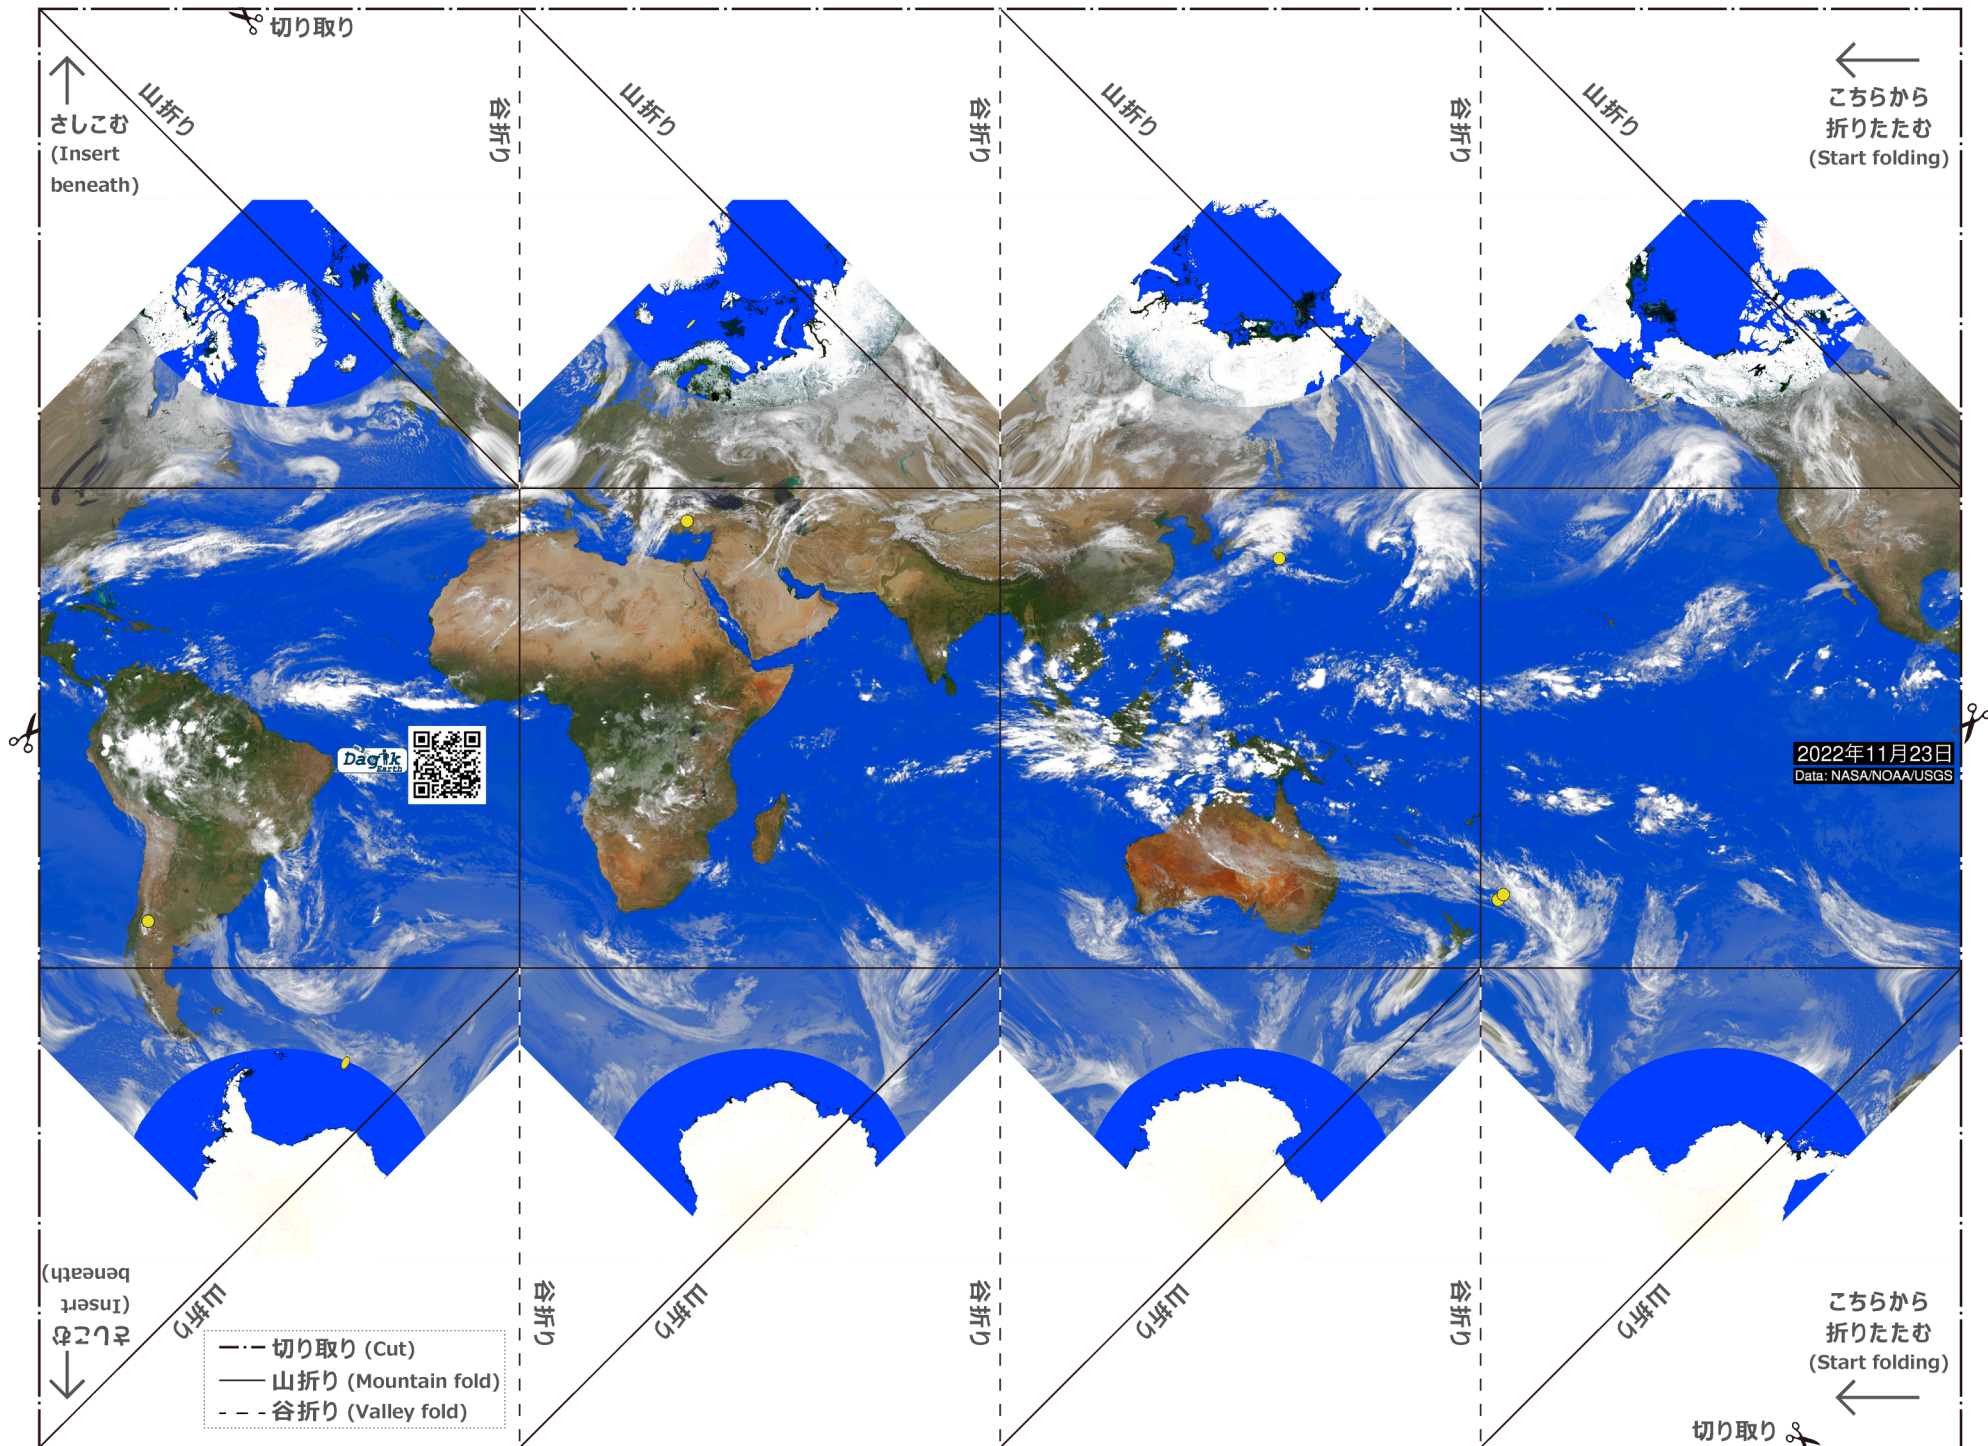 切り取り
さしこむ
(Insert
beneath)
山折り
谷折り
山折り
谷折り
山折り
谷折り
山折り
こちらから
折りたたむ
(Start folding)
Dagik
Earth
2022年11月23日
Data: NASA/NOAA/USGS
さしこむ
(Insert
beneath)
山折り
谷折り
山折り
谷折り
山折り
谷折り
山折り
こちらから
折りたたむ
(Start folding)
切り取り (Cut)
山折り (Mountain fold)
谷折り (Valley fold)
切り取り